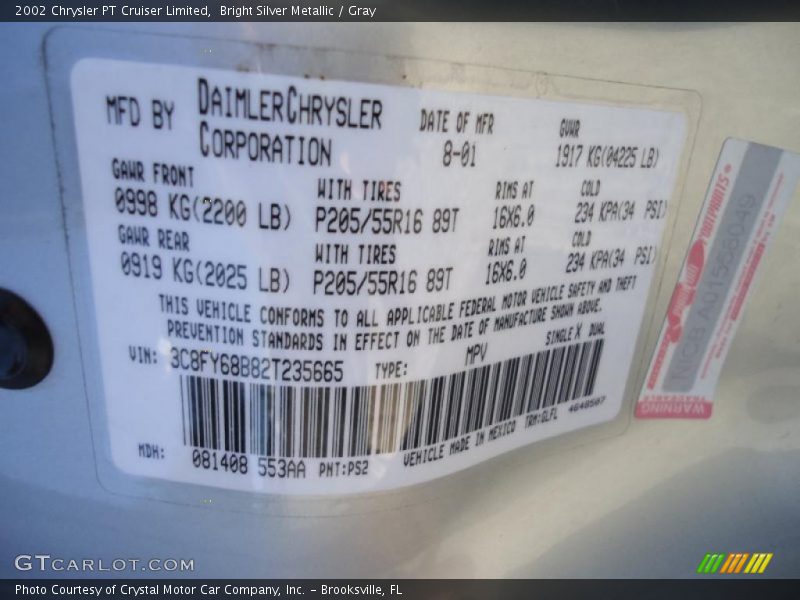 2002 Chrysler PT Cruiser Limited, Bright Silver Metallic / Gray
MFD BY DAIMLERCHRYSLER CORPORATION
DATE OF MFR 8-01
GVWR 1917 KG(04225 LB)
GAWR FRONT WITH TIRES RIMS AT COLD
0998 KG(2200 LB) P205/55R16 89T 16X6.0 234 KPA(34 PSI)
GAWR REAR WITH TIRES RIMS AT COLD
0919 KG(2025 LB) P205/55R16 89T 16X6.0 234 KPA(34 PSI)
THIS VEHICLE CONFORMS TO ALL APPLICABLE FEDERAL MOTOR VEHICLE SAFETY AND THEFT
PREVENTION STANDARDS IN EFFECT ON THE DATE OF MANUFACTURE SHOWN ABOVE.
VIN: 3C8FY68B82T235665 TYPE: MPV SINGLE X DUAL
MDH: 081408 553AA PNT:PS2 VEHICLE MADE IN MEXICO TRM:GLFL 4648507
WARNING
GTCARLOT.COM
Photo Courtesy of Crystal Motor Car Company, Inc. – Brooksville, FL